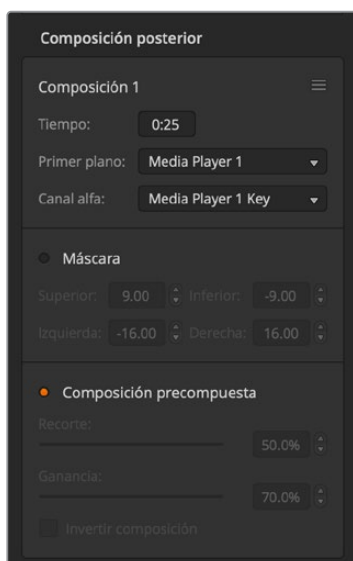 Composición posterior
Composición 1
Tiempo: 0:25
Primer plano: Media Player 1
Canal alfa: Media Player 1 Key
Máscara
Superior: 9.00 Inferior: -9.00
Izquierda: -16.00 Derecha: 16.00
Composición precompuesta
Recorte:
50.0%
Ganancia:
70.0%
Invertir composición